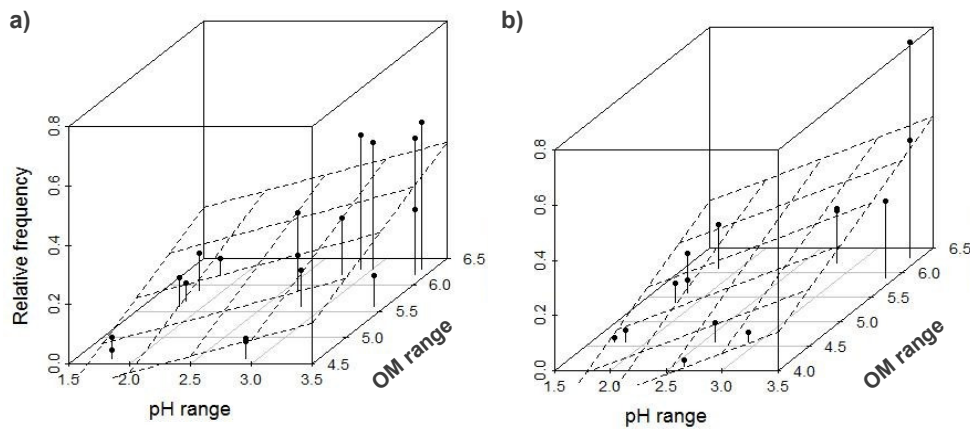 a)
Relative frequency
0.0 0.2 0.4 0.6 0.8
1.5 2.0 2.5 3.0 3.5
pH range
4.5 5.0 5.5 6.0 6.5
OM range
b)
0.0 0.2 0.4 0.6 0.8
1.5 2.0 2.5 3.0 3.5
pH range
4.0 4.5 5.0 5.5 6.0 6.5
OM range